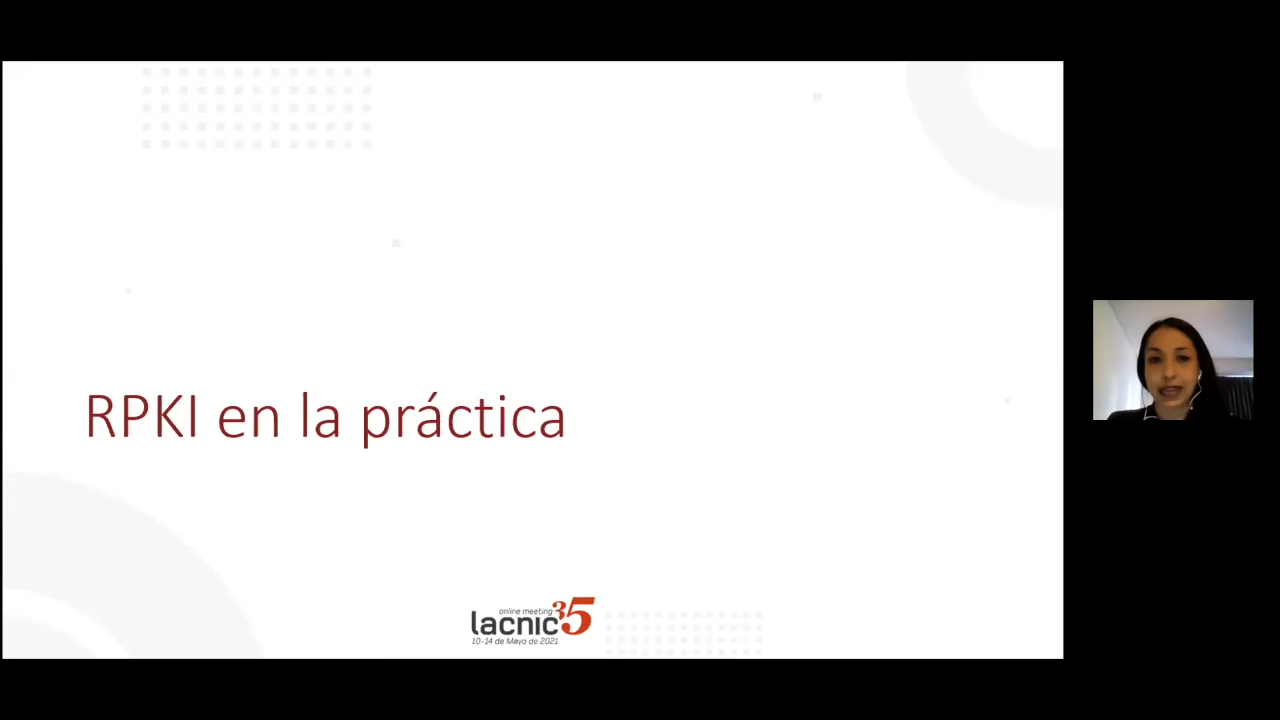 RPKI en la práctica
online meeting
lacnic35
10-14 de Mayo de 2021